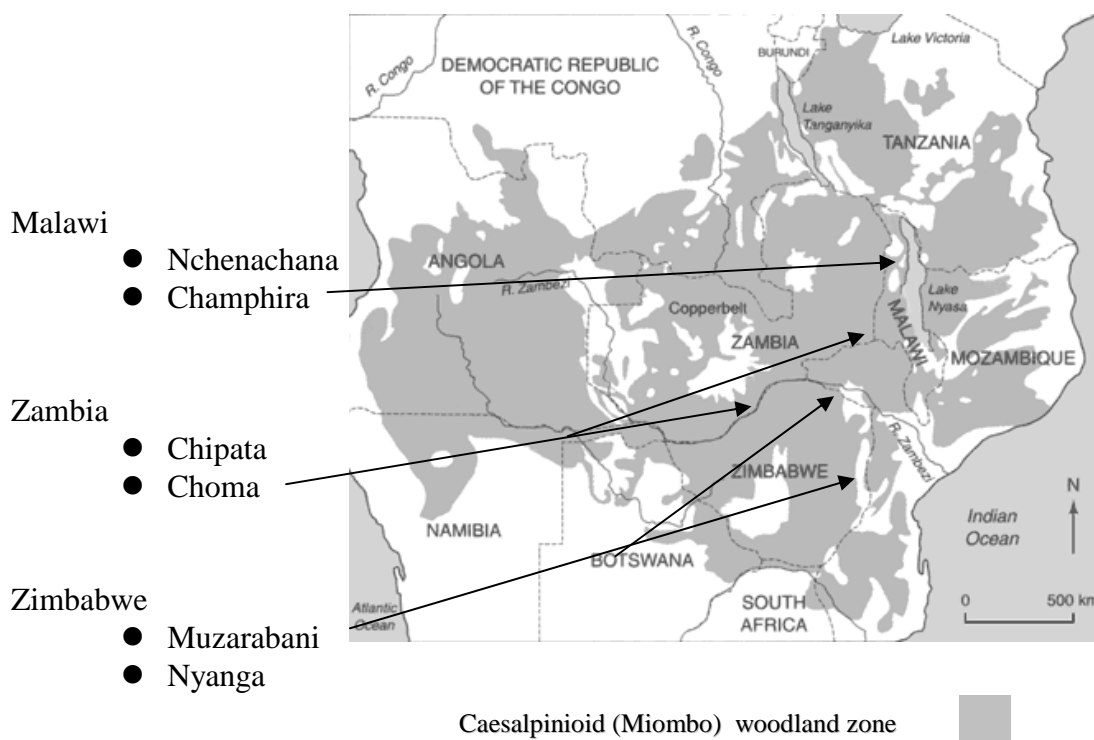 Malawi
● Nchenachana
● Champhira
Zambia
● Chipata
● Choma
Zimbabwe
● Muzarabani
● Nyanga
R. Congo
DEMOCRATIC REPUBLIC
OF THE CONGO
R. Congo
BURUNDI
Lake Victoria
Lake
Tanganyika
TANZANIA
ANGOLA
R. Zambezi
Copperbelt
ZAMBIA
MALAWI
Lake
Nyasa
MOZAMBIQUE
R. Zambezi
ZIMBABWE
NAMIBIA
BOTSWANA
SOUTH
AFRICA
Atlantic
Ocean
Indian
Ocean
N
0 500 km
Caesalpinioid (Miombo) woodland zone